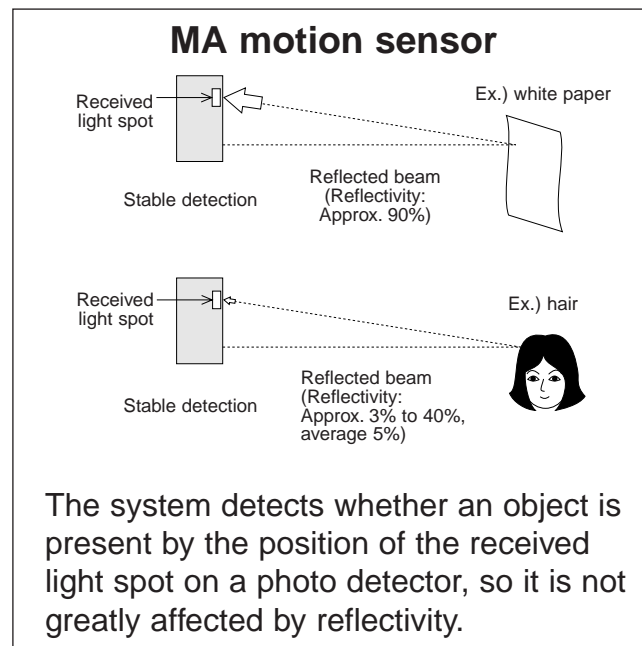 MA motion sensor
Received
light spot
Ex.) white paper
Reflected beam
(Reflectivity:
Approx. 90%)
Stable detection
Received
light spot
Ex.) hair
Reflected beam
(Reflectivity:
Approx. 3% to 40%,
average 5%)
Stable detection
The system detects whether an object is
present by the position of the received
light spot on a photo detector, so it is not
greatly affected by reflectivity.